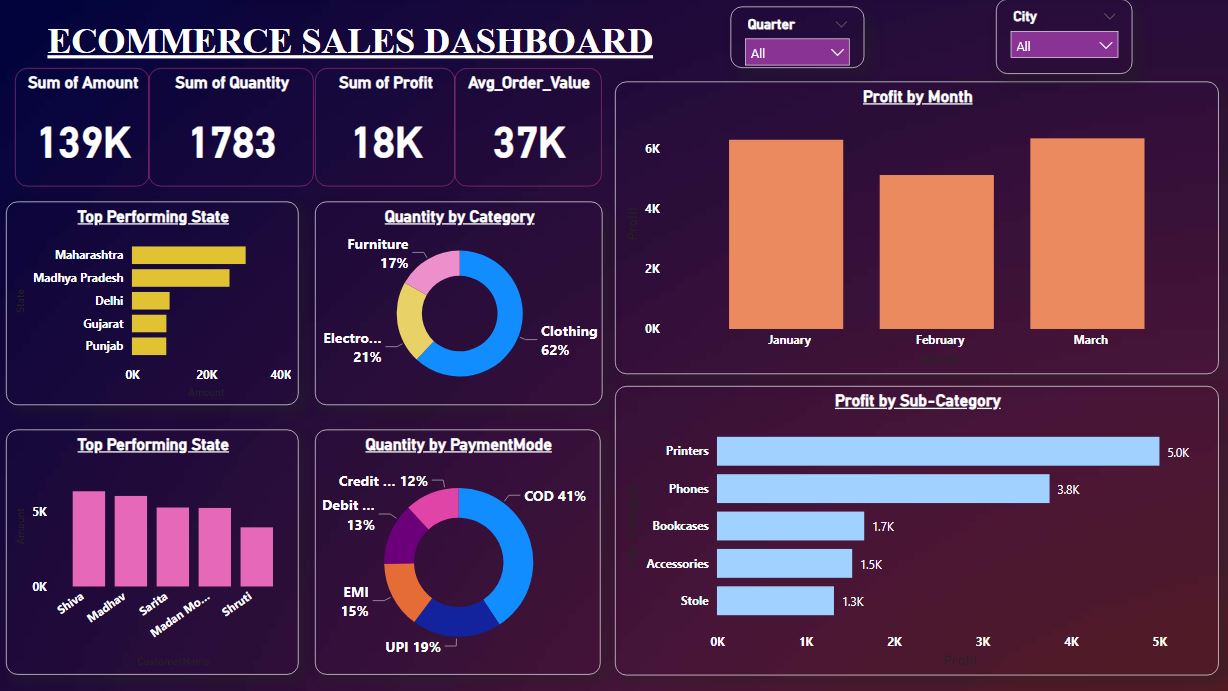 ECOMMERCE SALES DASHBOARD
Quarter
All
City
All
Sum of Amount
139K
Sum of Quantity
1783
Sum of Profit
18K
Avg_Order_Value
37K
Profit by Month
Profit
6K
4K
2K
0K
January
February
March
Top Performing State
State
Maharashtra
Madhya Pradesh
Delhi
Gujarat
Punjab
0K
20K
40K
Amount
Quantity by Category
Furniture
17%
Electro...
21%
Clothing
62%
Profit by Sub-Category
Printers
5.0K
Phones
3.8K
Bookcases
1.7K
Accessories
1.5K
Stole
1.3K
0K
1K
2K
3K
4K
5K
Profit
Top Performing State
Amount
5K
0K
Shiva
Madhav
Sarita
Madan Mo...
Shruti
CustomerName
Quantity by PaymentMode
Credit ... 12%
Debit ...
13%
EMI
15%
UPI 19%
COD 41%